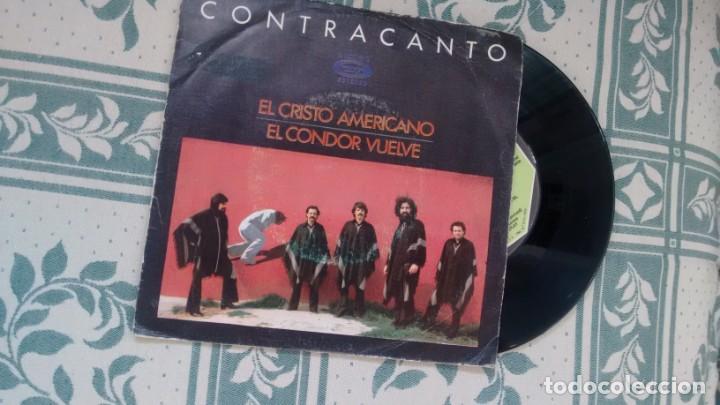 CONTRACANTO
EL CRISTO AMERICANO
EL CONDOR VUELVE
todocoleccion